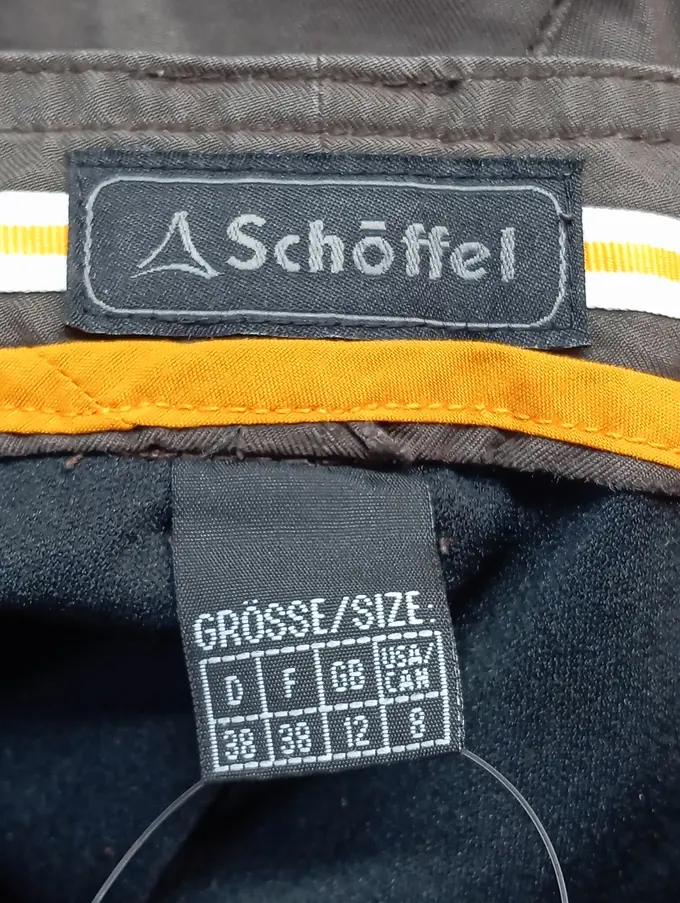 Schöffel
GRÖSSE/SIZE:
D F GB USA/CAN
38 38 12 8